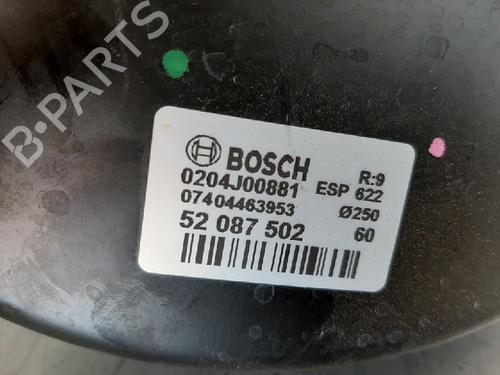 B-PARTS
BOSCH R:9
0204J00881 ESP 622
07404463953 Ø250
52 087 502 60